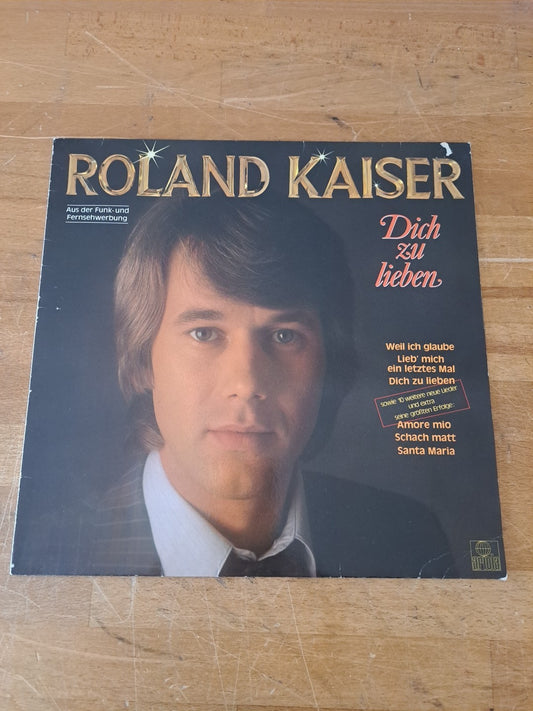 ROLAND KAISER
Aus der Funk- und
Fernsehwerbung
Dich
zu
lieben
Weil ich glaube
Lieb' mich
ein letztes Mal
Dich zu lieben
sowie 10 weitere neue Lieder
und extra
seine größten Erfolge:
Amore mio
Schach matt
Santa Maria
ariola